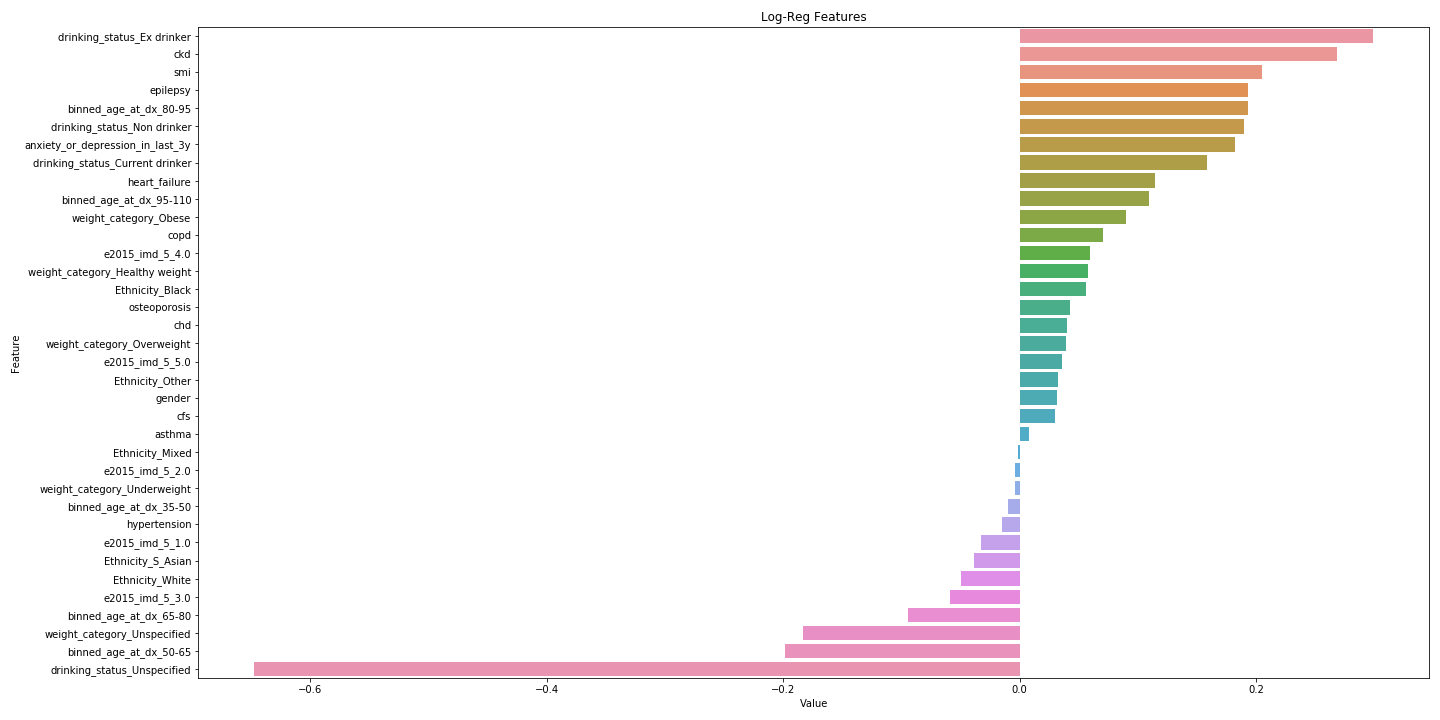 Log-Reg Features
drinking_status_Ex drinker
ckd
smi
epilepsy
binned_age_at_dx_80-95
drinking_status_Non drinker
anxiety_or_depression_in_last_3y
drinking_status_Current drinker
heart_failure
binned_age_at_dx_95-110
weight_category_Obese
copd
e2015_imd_5_4.0
weight_category_Healthy weight
Ethnicity_Black
osteoporosis
chd
weight_category_Overweight
e2015_imd_5_5.0
Ethnicity_Other
gender
cfs
asthma
Ethnicity_Mixed
e2015_imd_5_2.0
weight_category_Underweight
binned_age_at_dx_35-50
hypertension
e2015_imd_5_1.0
Ethnicity_S_Asian
Ethnicity_White
e2015_imd_5_3.0
binned_age_at_dx_65-80
weight_category_Unspecified
binned_age_at_dx_50-65
drinking_status_Unspecified
Feature
−0.6 −0.4 −0.2 0.0 0.2
Value